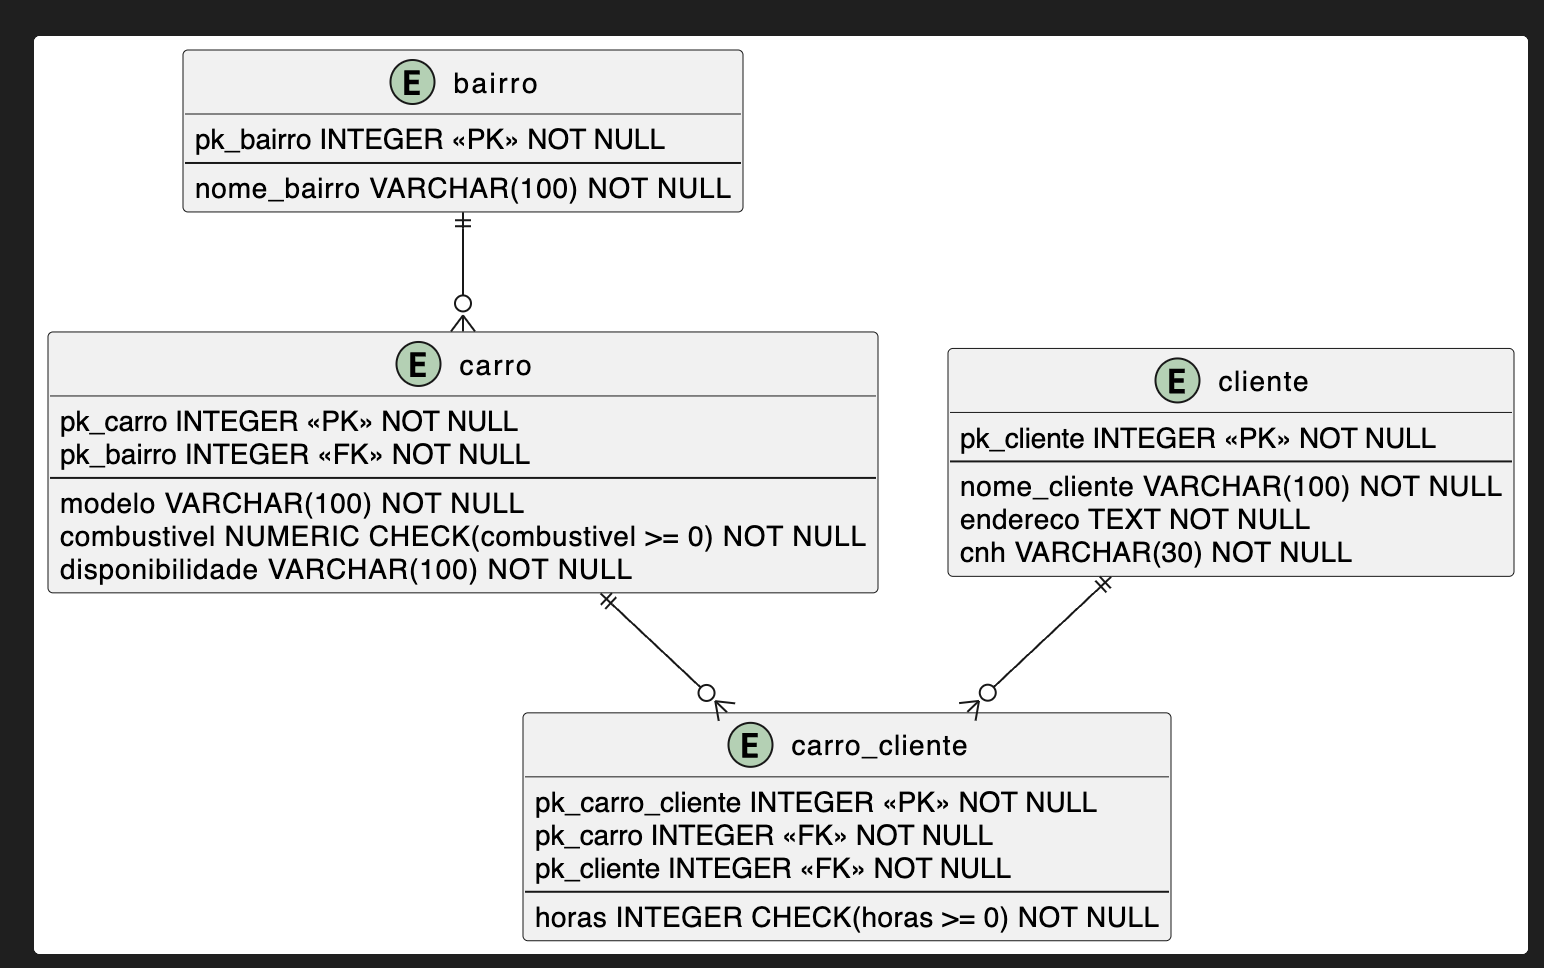 E bairro
pk_bairro INTEGER «PK» NOT NULL
nome_bairro VARCHAR(100) NOT NULL
E carro
pk_carro INTEGER «PK» NOT NULL
pk_bairro INTEGER «FK» NOT NULL
modelo VARCHAR(100) NOT NULL
combustivel NUMERIC CHECK(combustivel >= 0) NOT NULL
disponibilidade VARCHAR(100) NOT NULL
E cliente
pk_cliente INTEGER «PK» NOT NULL
nome_cliente VARCHAR(100) NOT NULL
endereco TEXT NOT NULL
cnh VARCHAR(30) NOT NULL
E carro_cliente
pk_carro_cliente INTEGER «PK» NOT NULL
pk_carro INTEGER «FK» NOT NULL
pk_cliente INTEGER «FK» NOT NULL
horas INTEGER CHECK(horas >= 0) NOT NULL